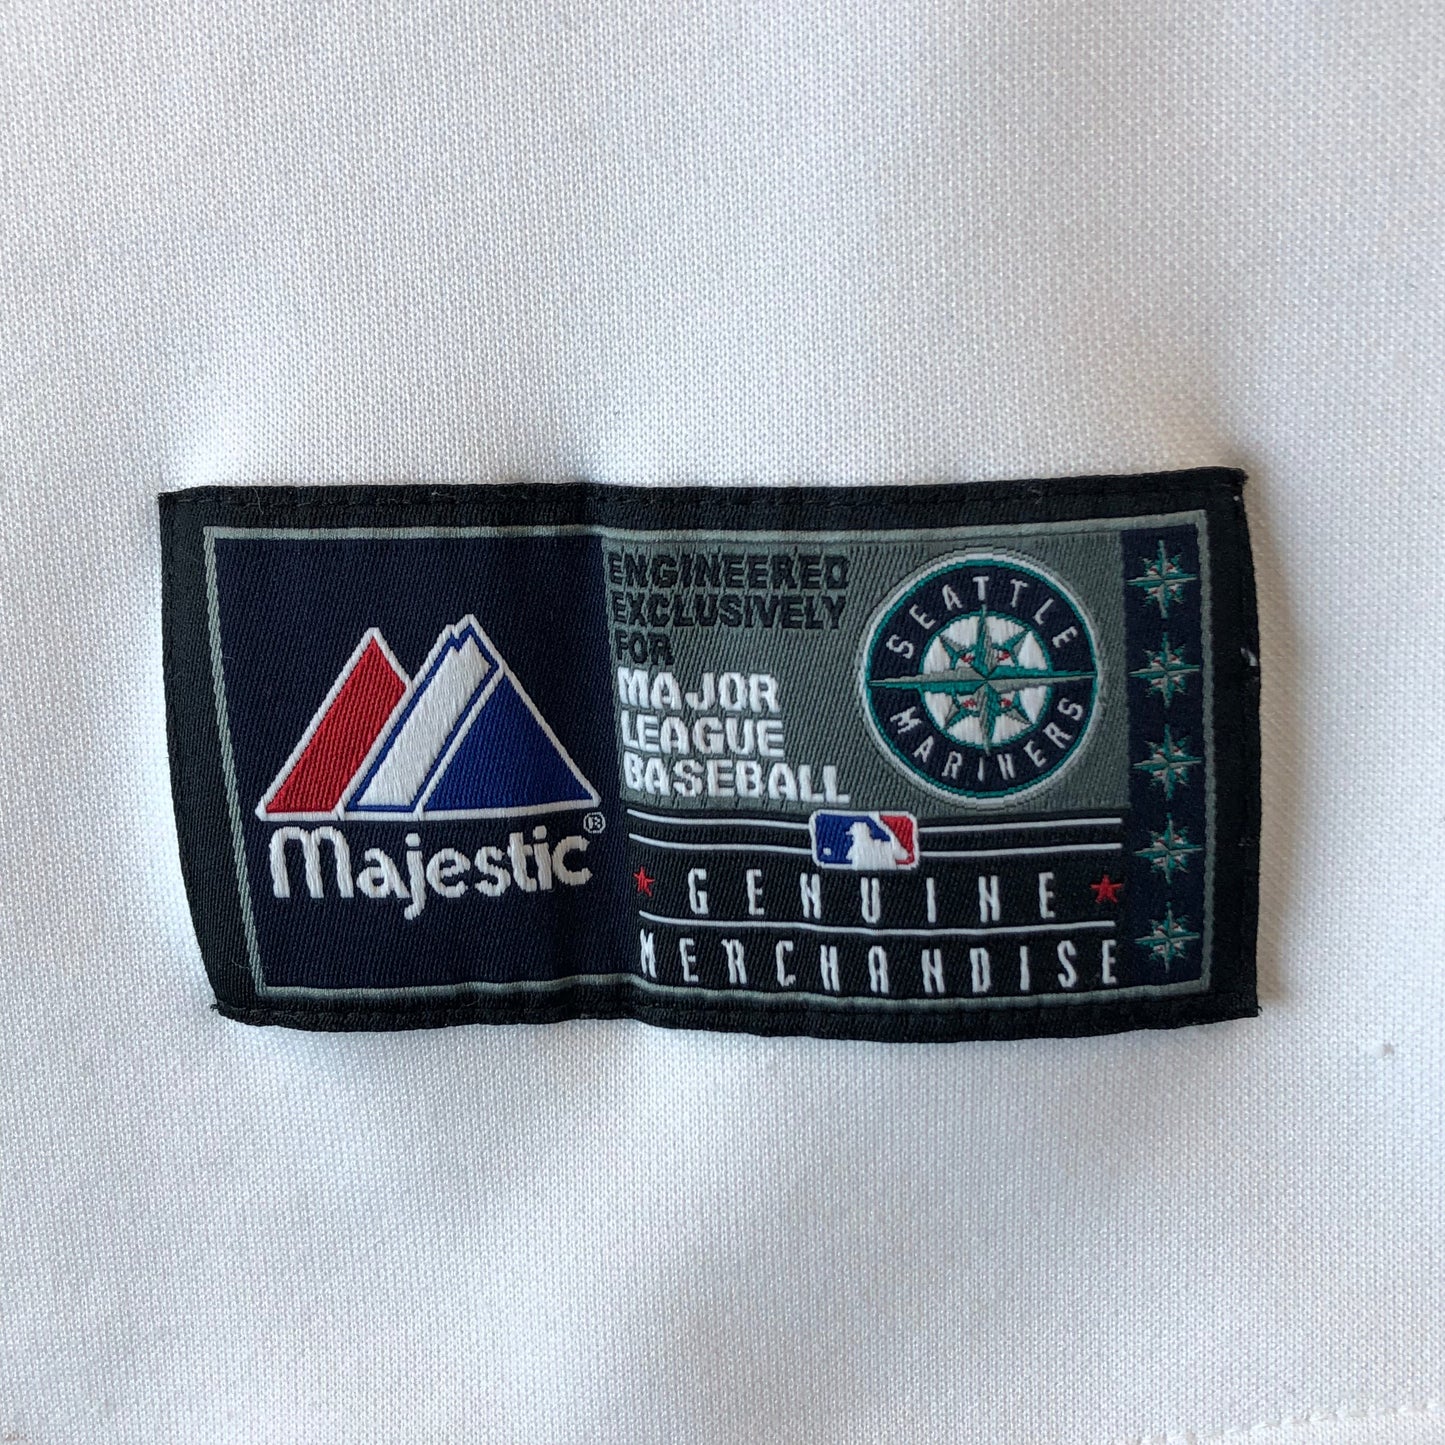 Majestic®
ENGINEERED
EXCLUSIVELY
FOR
MAJOR
LEAGUE
BASEBALL
SEATTLE
MARINERS
GENUINE
MERCHANDISE